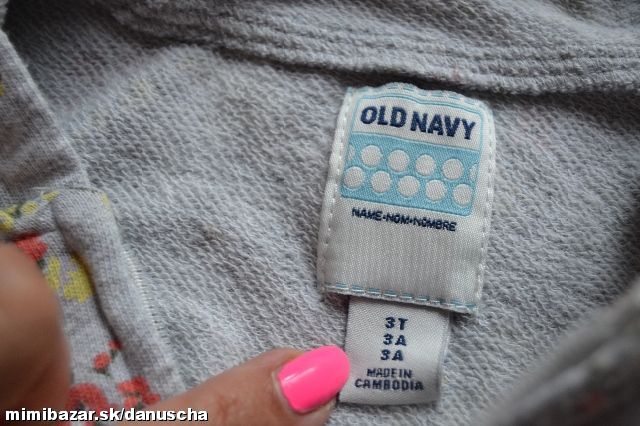 OLD NAVY
NAME-NOM-NOMBRE
3T
3A
3A
MADE IN
CAMBODIA
mimibazar.sk/danuscha